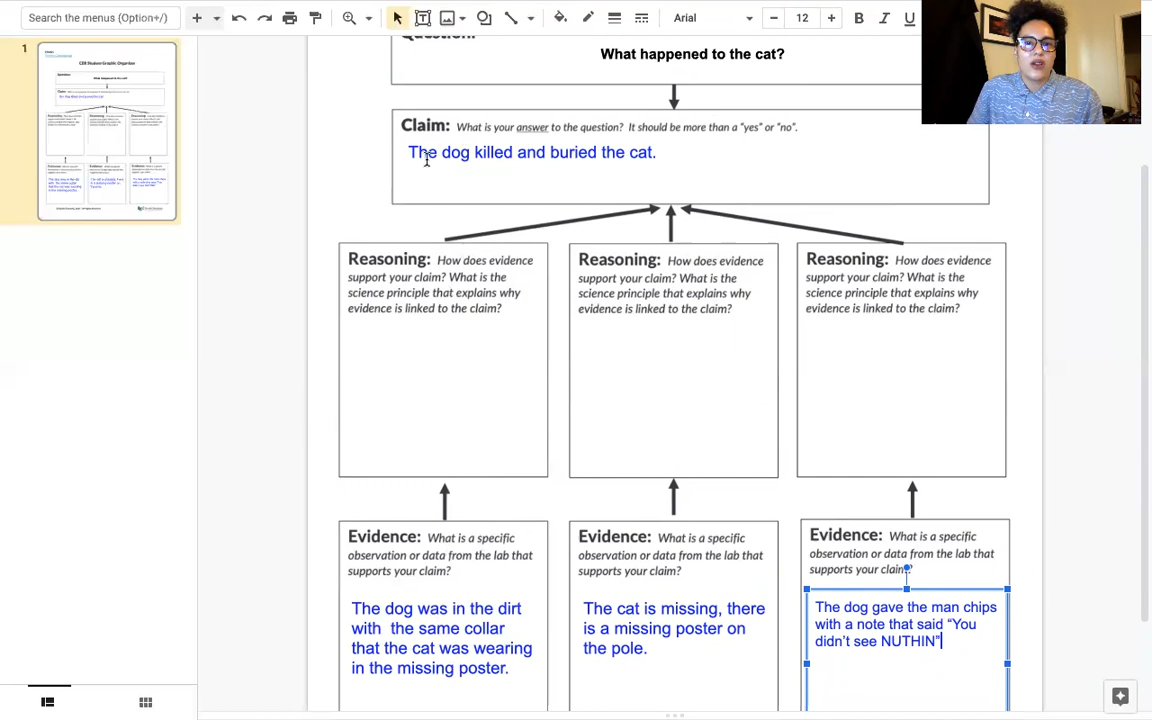 Search the menus (Option+/)
Arial
12
B
I
U
1
CER Student Graphic Organizer
Question:
What happened to the cat?
Claim: What is your answer to the question? It should be more than a "yes" or "no".
The dog killed and buried the cat.
Reasoning: How does evidence
support your claim? What is the
science principle that explains why
evidence is linked to the claim?
Reasoning: How does evidence
support your claim? What is the
science principle that explains why
evidence is linked to the claim?
Reasoning: How does evidence
support your claim? What is the
science principle that explains why
evidence is linked to the claim?
Evidence: What is a specific
observation or data from the lab that
supports your claim?
The dog was in the dirt
with the same collar
that the cat was wearing
in the missing poster.
Evidence: What is a specific
observation or data from the lab that
supports your claim?
The cat is missing, there
is a missing poster on
the pole.
Evidence: What is a specific
observation or data from the lab that
supports your claim?
The dog gave the man chips
with a note that said “You
didn’t see NUTHIN”